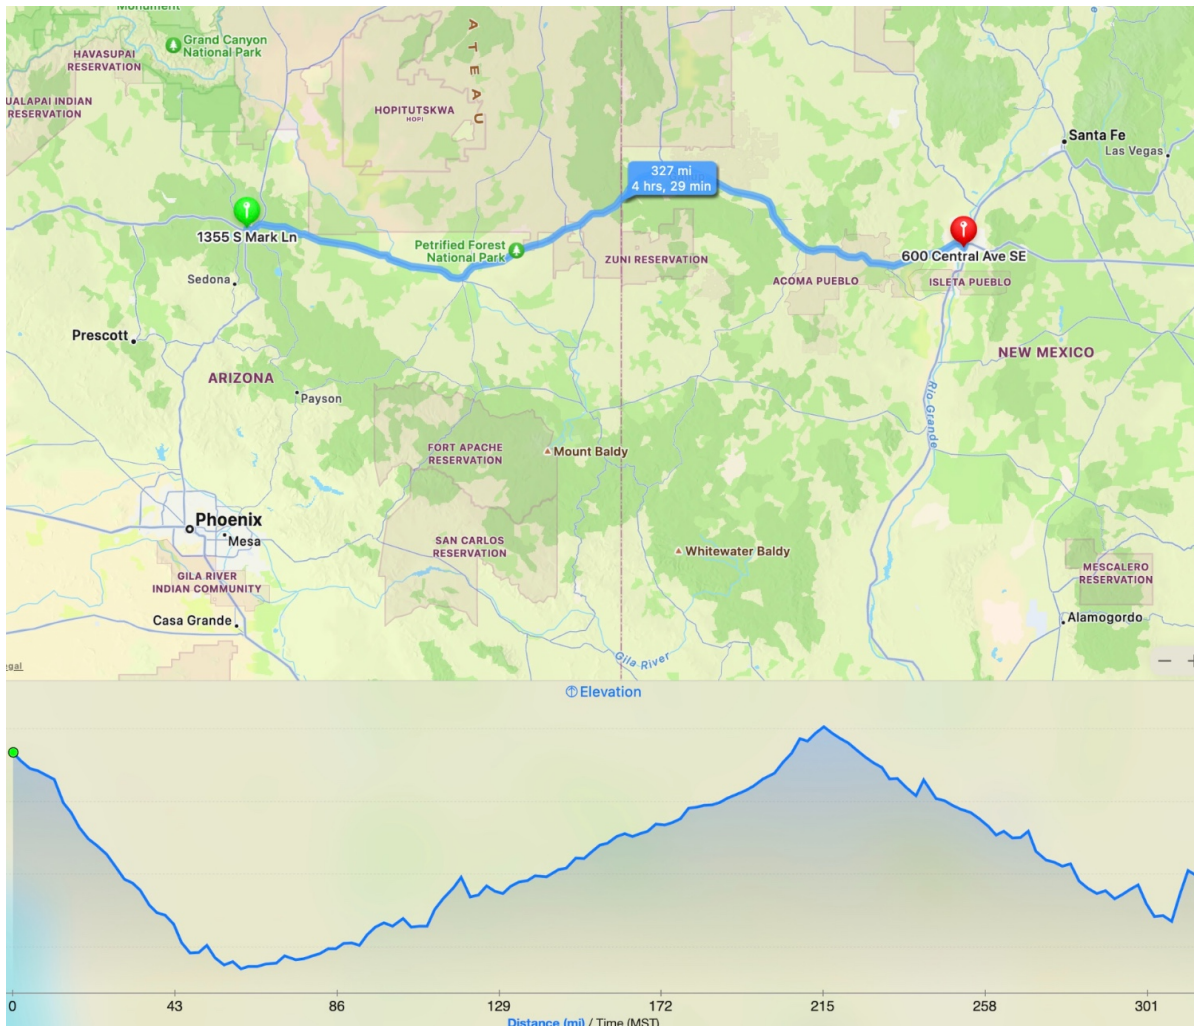 Monument
Grand Canyon
National Park
HAVASUPAI
RESERVATION
UALAPAI INDIAN
RESERVATION
ATEAU
HOPITUTSKWA
HOPI
Santa Fe
Las Vegas
327 mi
4 hrs, 29 min
1355 S Mark Ln
Petrified Forest
National Park
ZUNI RESERVATION
600 Central Ave SE
ACOMA PUEBLO
ISLETA PUEBLO
Sedona
Prescott
NEW MEXICO
ARIZONA
Payson
Rio Grande
FORT APACHE
RESERVATION
Mount Baldy
Phoenix
Mesa
SAN CARLOS
RESERVATION
Whitewater Baldy
GILA RIVER
INDIAN COMMUNITY
MESCALERO
RESERVATION
Casa Grande
Alamogordo
Gila River
egal
Elevation
0 43 86 129 172 215 258 301
Distance (mi) / Time (MST)